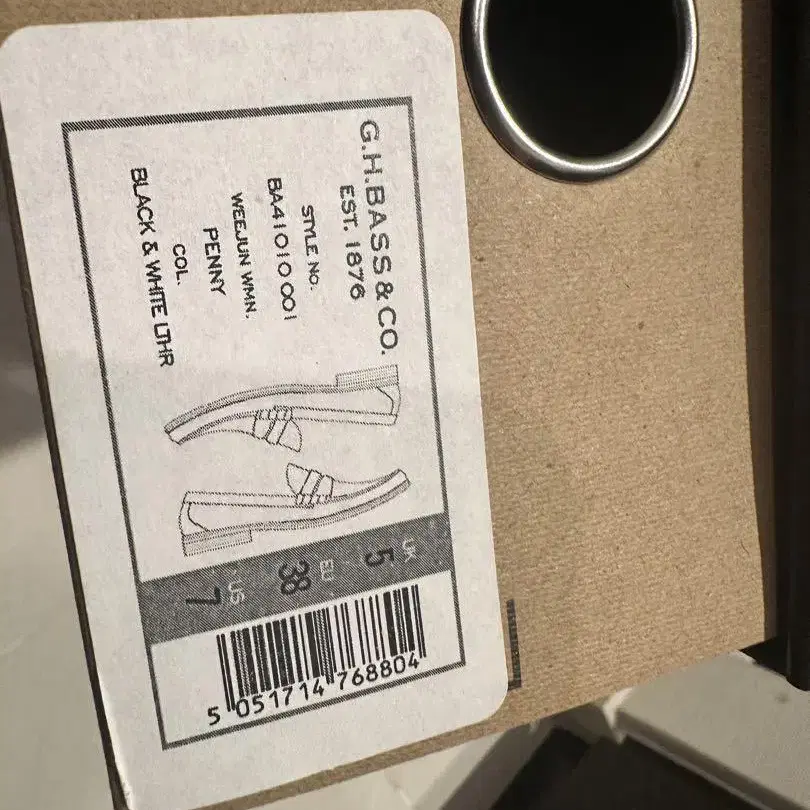 G.H.BASS&CO.
EST. 1876
STYLE NO.
BA41010 001
WEEJUN WMN.
PENNY
COL.
BLACK & WHITE LTHR
UK
5
EU
38
US
7
5 051714 768804